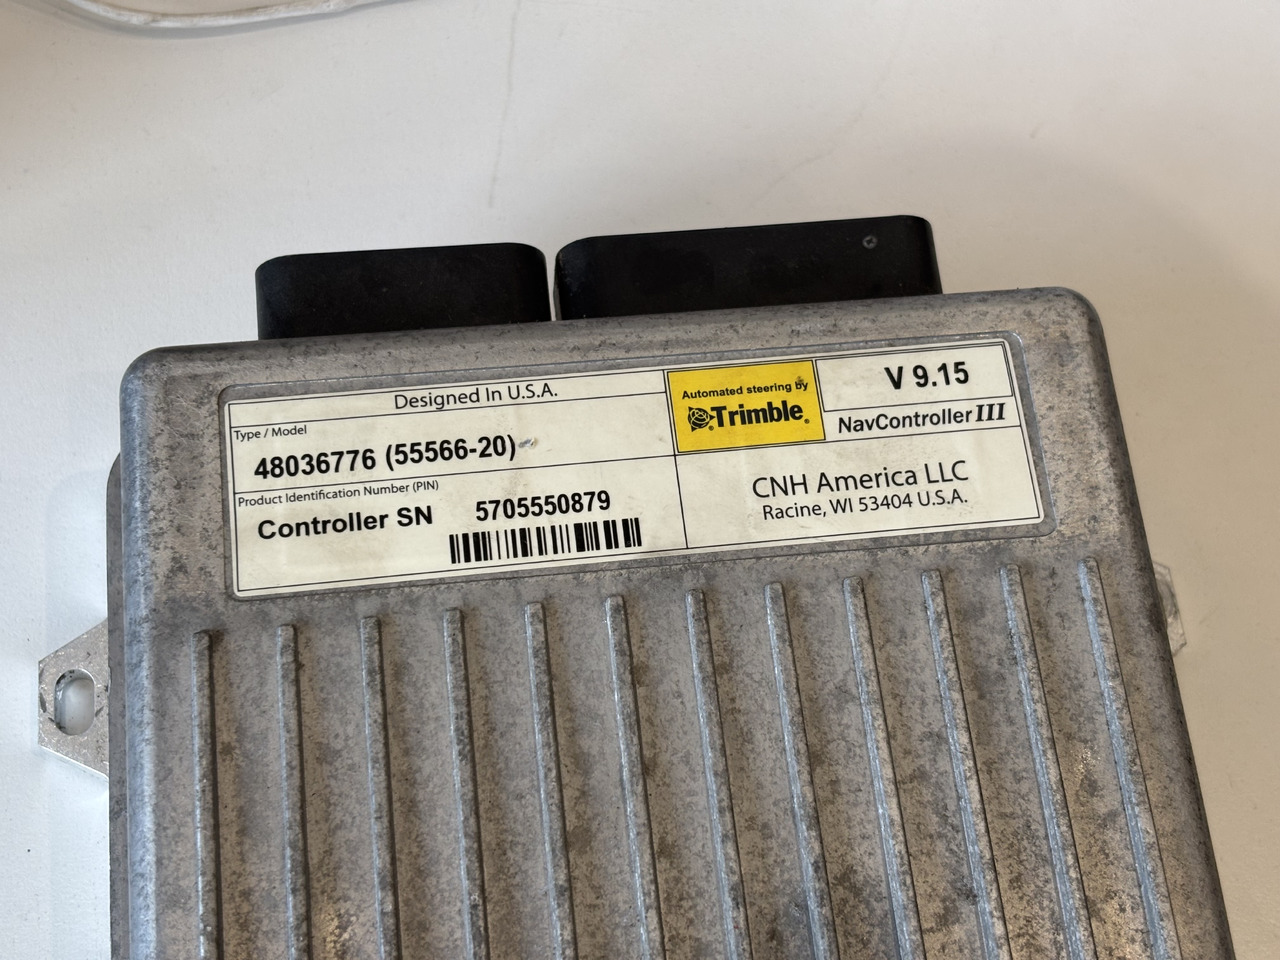 Designed In U.S.A.
Type / Model
48036776 (55566-20)
Product Identification Number (PIN)
Controller SN 5705550879
Automated steering by
Trimble®
V 9.15
NavController III
CNH America LLC
Racine, WI 53404 U.S.A.